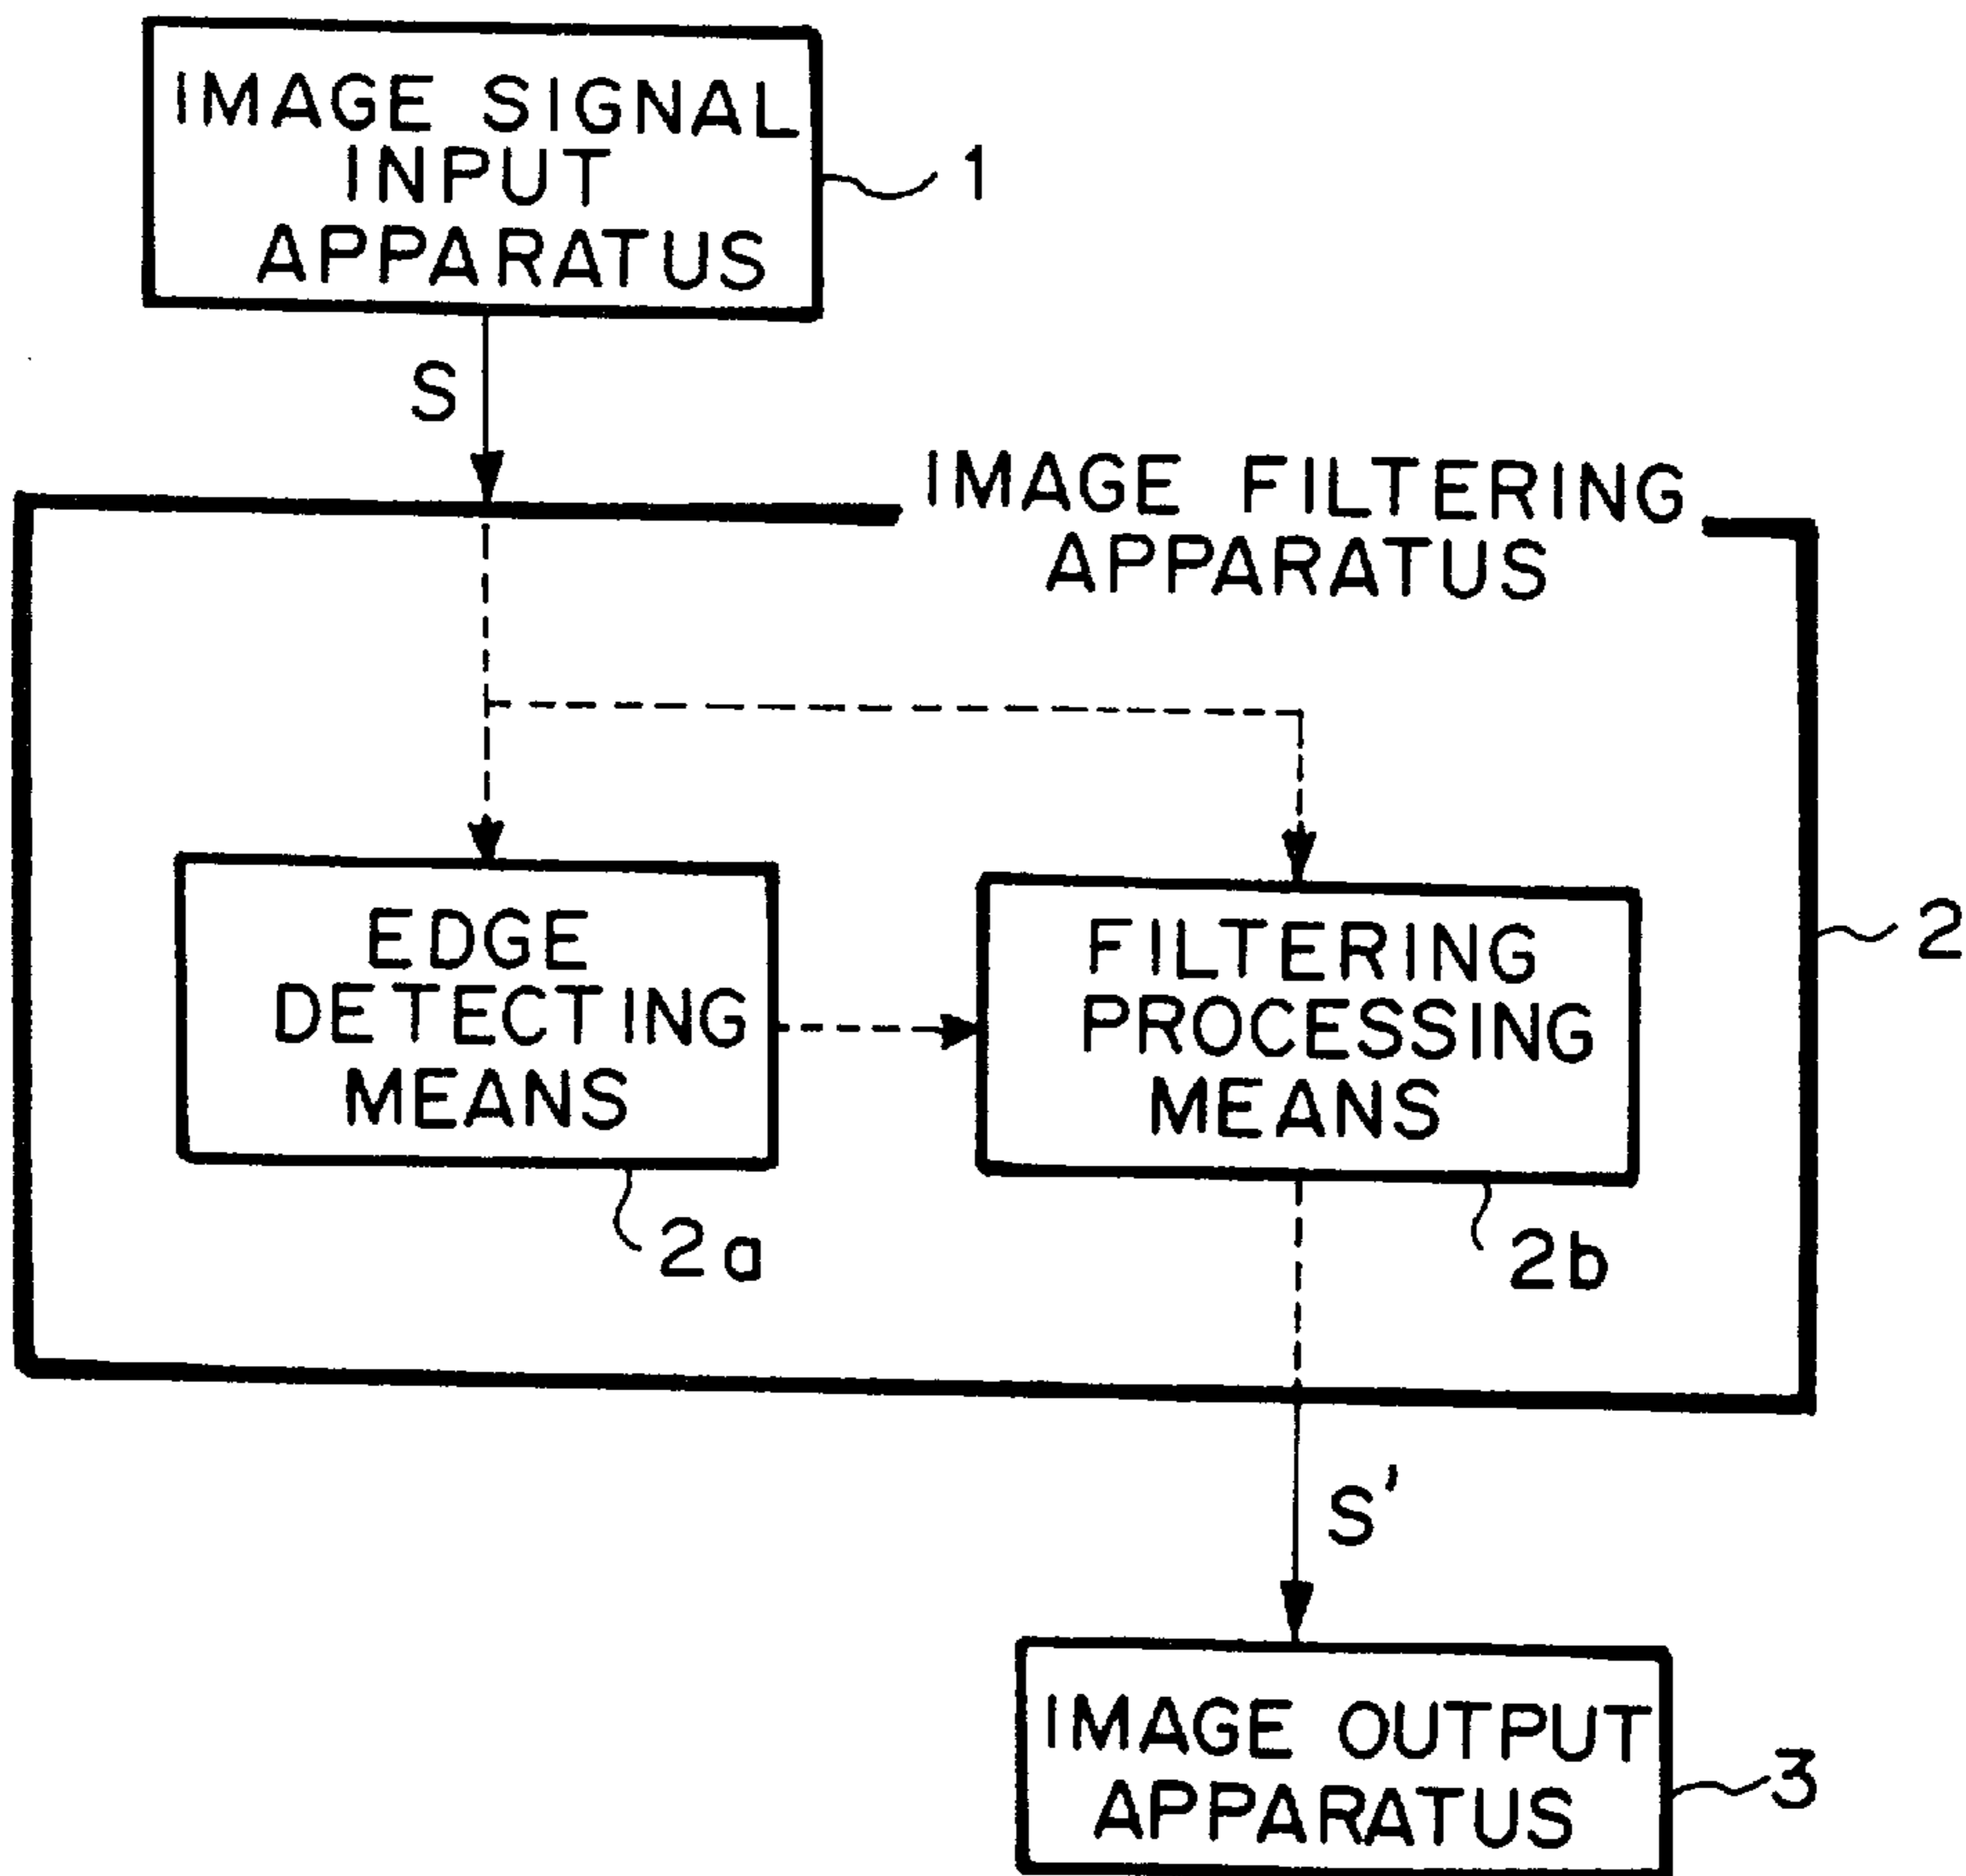 IMAGE SIGNAL
INPUT
APPARATUS
1
S
IMAGE FILTERING
APPARATUS
EDGE
DETECTING
MEANS
2a
FILTERING
PROCESSING
MEANS
2b
2
S'
IMAGE OUTPUT
APPARATUS
3